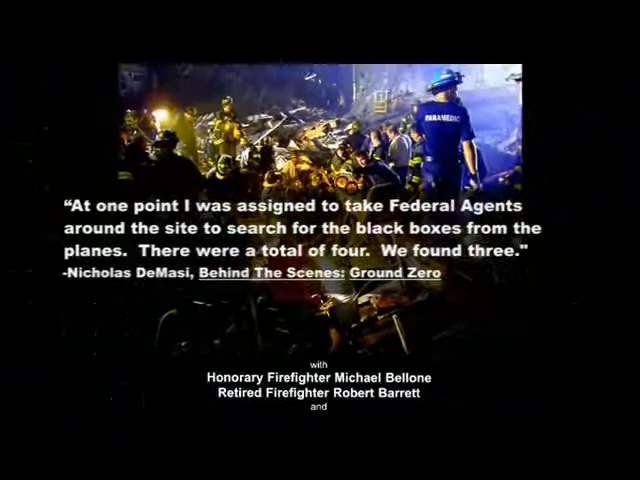 PARAMEDIC
“At one point I was assigned to take Federal Agents
around the site to search for the black boxes from the
planes. There were a total of four. We found three."
-Nicholas DeMasi, Behind The Scenes: Ground Zero
with
Honorary Firefighter Michael Bellone
Retired Firefighter Robert Barrett
and